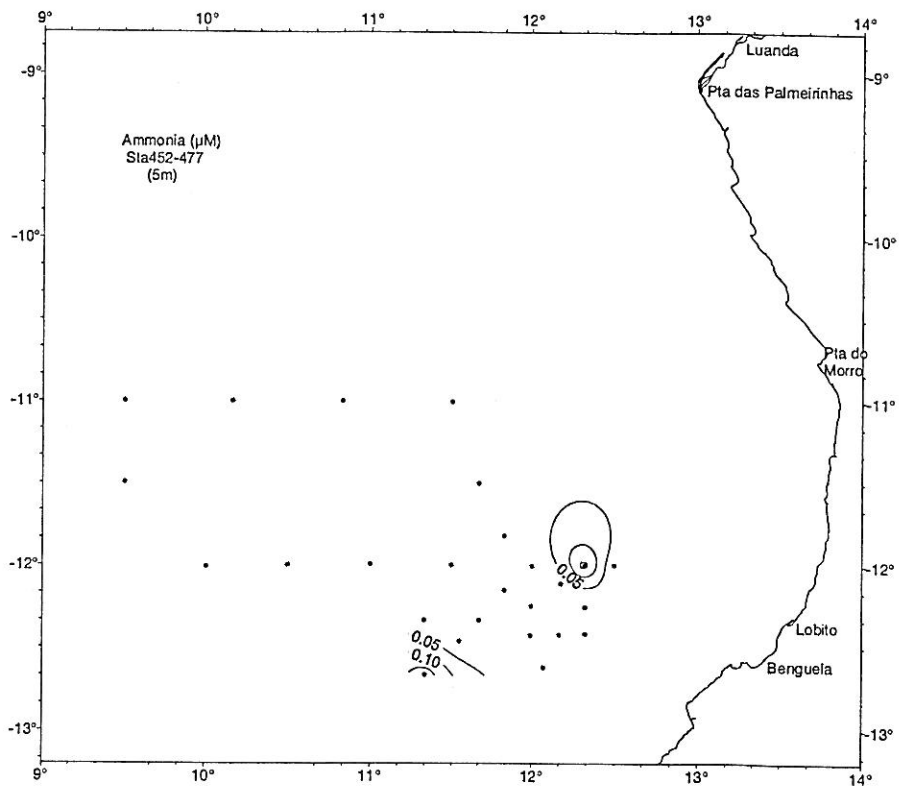 9° 10° 11° 12° 13° 14°
Luanda
-9° -9°
Pta das Palmeirinhas
Ammonia (µM)
Sta452-477
(5m)
-10° -10°
Pta do
Morro
-11° -11°
-12° -12°
0.05
Lobito
0.05
0.10
Benguela
-13° -13°
9° 10° 11° 12° 13° 14°